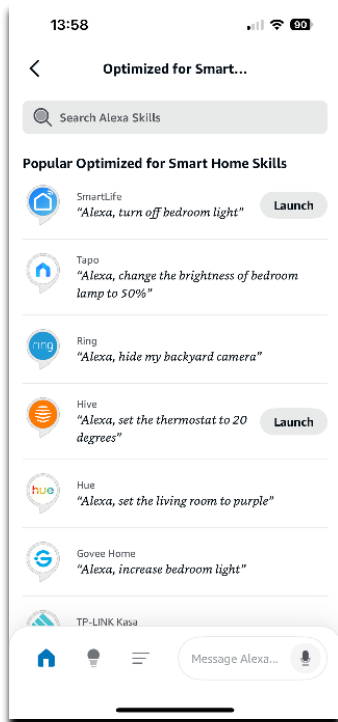 13:58
90
Optimized for Smart...
Search Alexa Skills
Popular Optimized for Smart Home Skills
SmartLife
“Alexa, turn off bedroom light”
Launch
Tapo
“Alexa, change the brightness of bedroom
lamp to 50%”
ring
Ring
“Alexa, hide my backyard camera”
Hive
“Alexa, set the thermostat to 20
degrees”
Launch
hue
Hue
“Alexa, set the living room to purple”
Govee Home
“Alexa, increase bedroom light”
TP-LINK Kasa
Message Alexa...